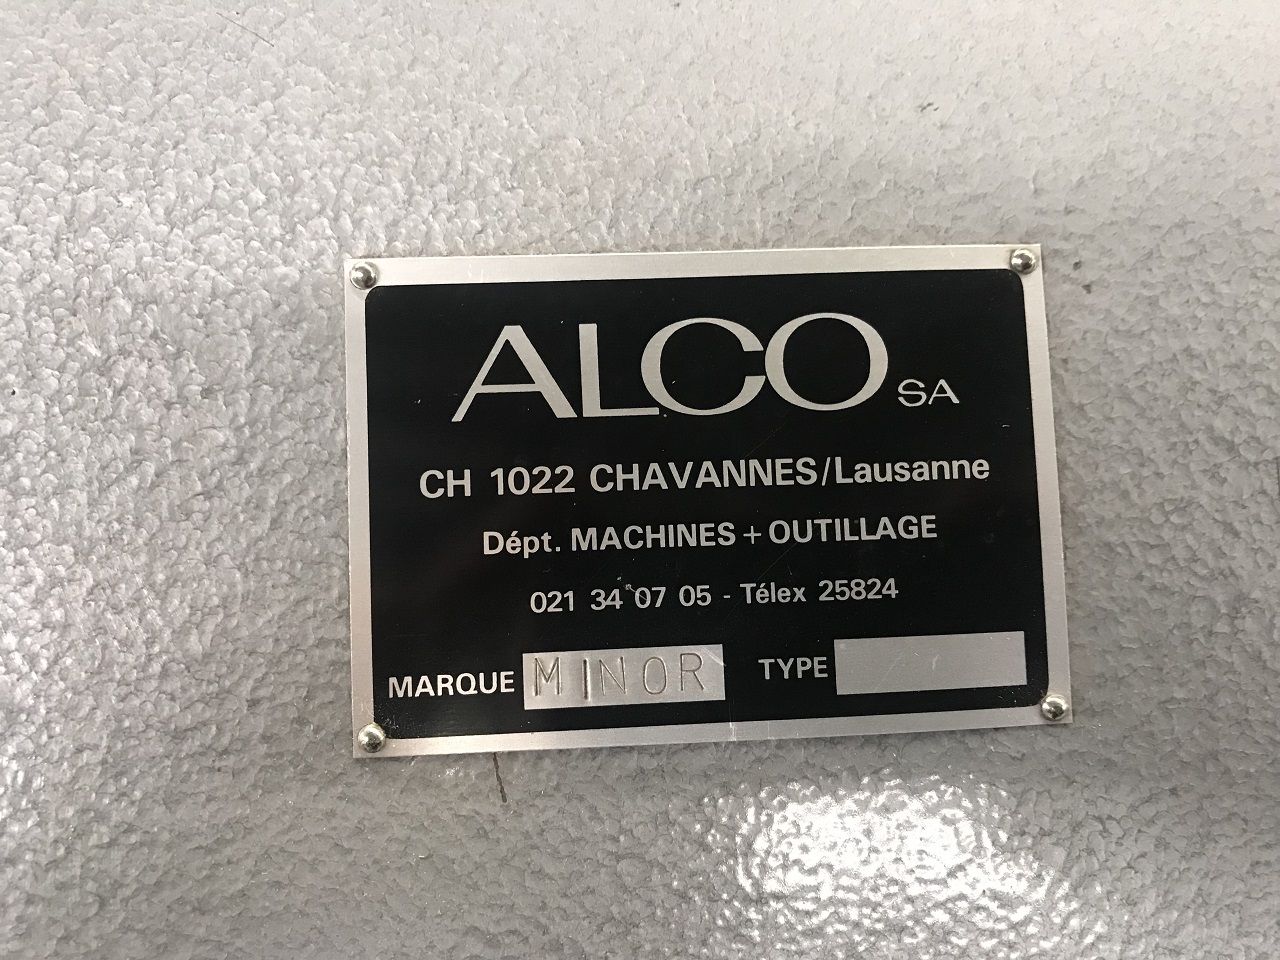 ALCO SA
CH 1022 CHAVANNES/Lausanne
Dépt. MACHINES + OUTILLAGE
021 34 07 05 - Télex 25824
MARQUE MINOR TYPE